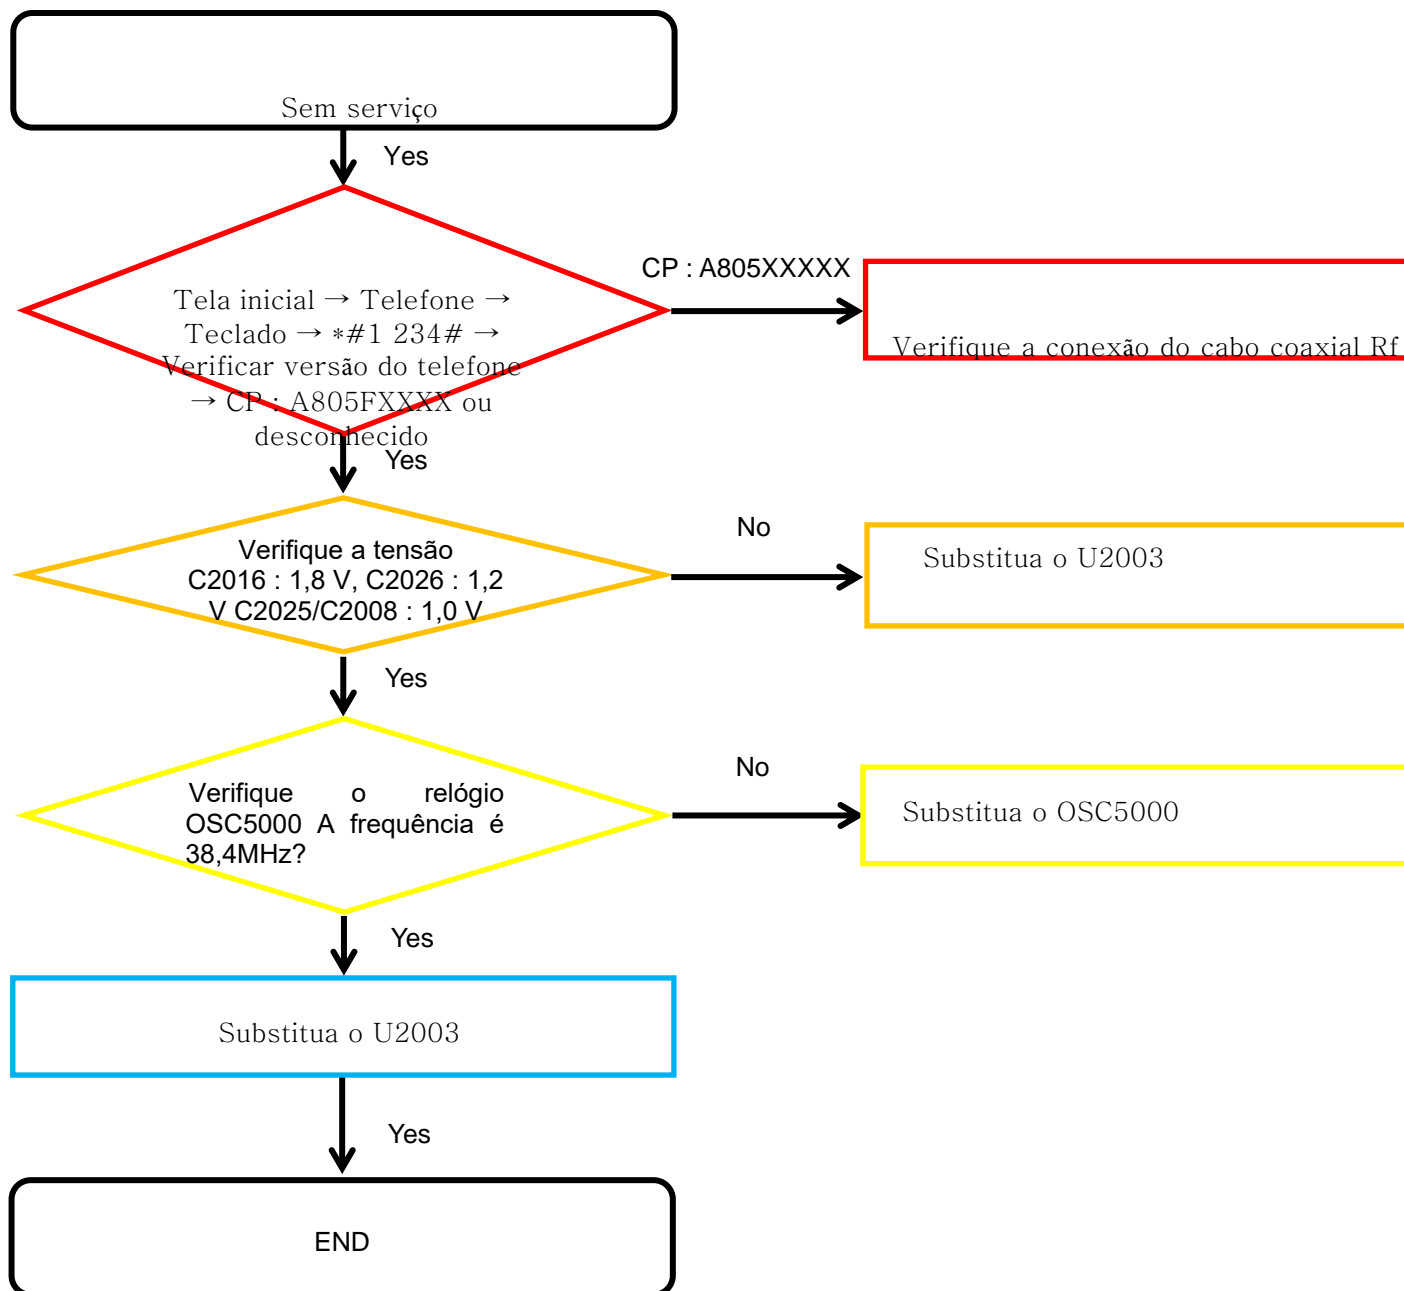 Sem serviço
Yes
CP : A805XXXXX
Tela inicial → Telefone →
Teclado → *#1 234# →
Verificar versão do telefone
→ CP : A805FXXXX ou
desconhecido
Verifique a conexão do cabo coaxial Rf
Yes
Verifique a tensão
C2016 : 1,8 V, C2026 : 1,2
V C2025/C2008 : 1,0 V
No
Substitua o U2003
Yes
Verifique o relógio
OSC5000 A frequência é
38,4MHz?
No
Substitua o OSC5000
Yes
Substitua o U2003
Yes
END